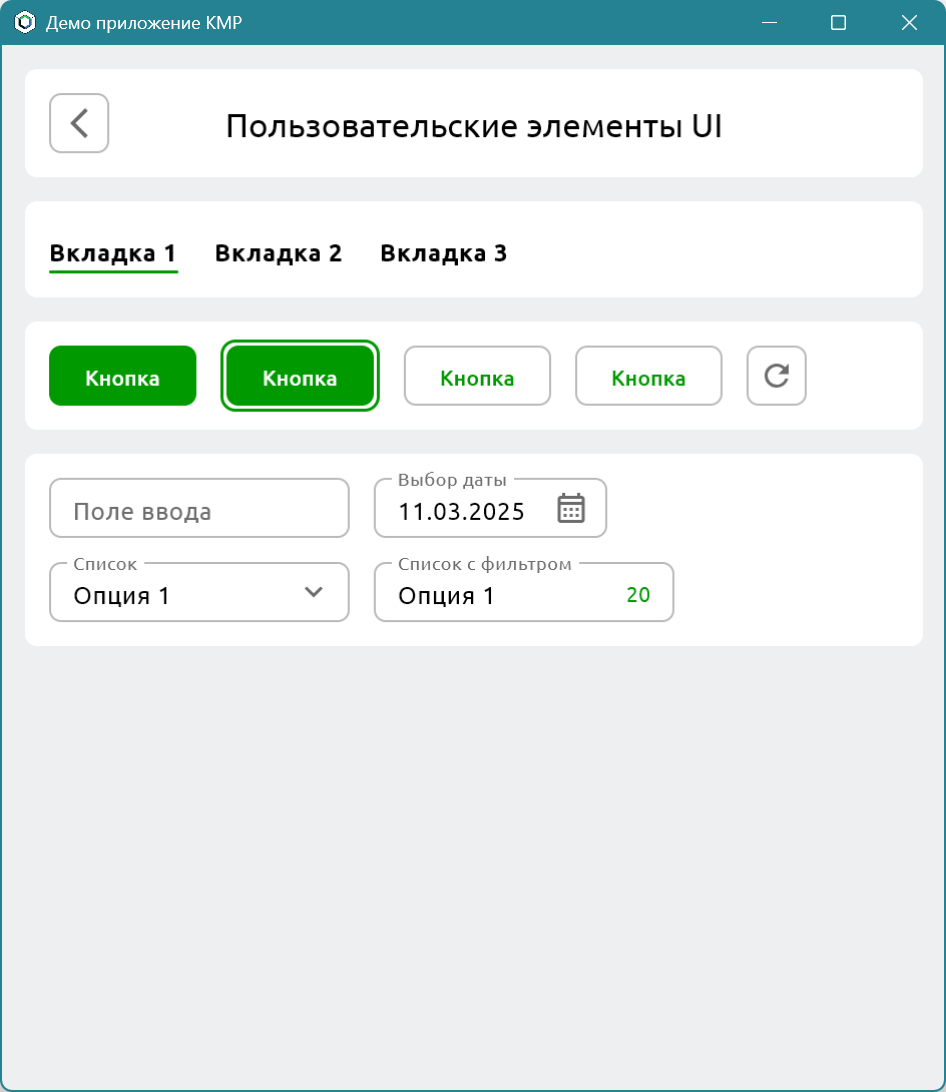 Демо приложение KMP
Пользовательские элементы UI
Вкладка 1 Вкладка 2 Вкладка 3
Кнопка Кнопка Кнопка Кнопка
Выбор даты
Поле ввода 11.03.2025
Список Список с фильтром
Опция 1 Опция 1 20